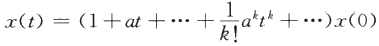 x(t) = (1 + at + ⋯ + \frac{1}{k!}a^k t^k + ⋯)x(0)